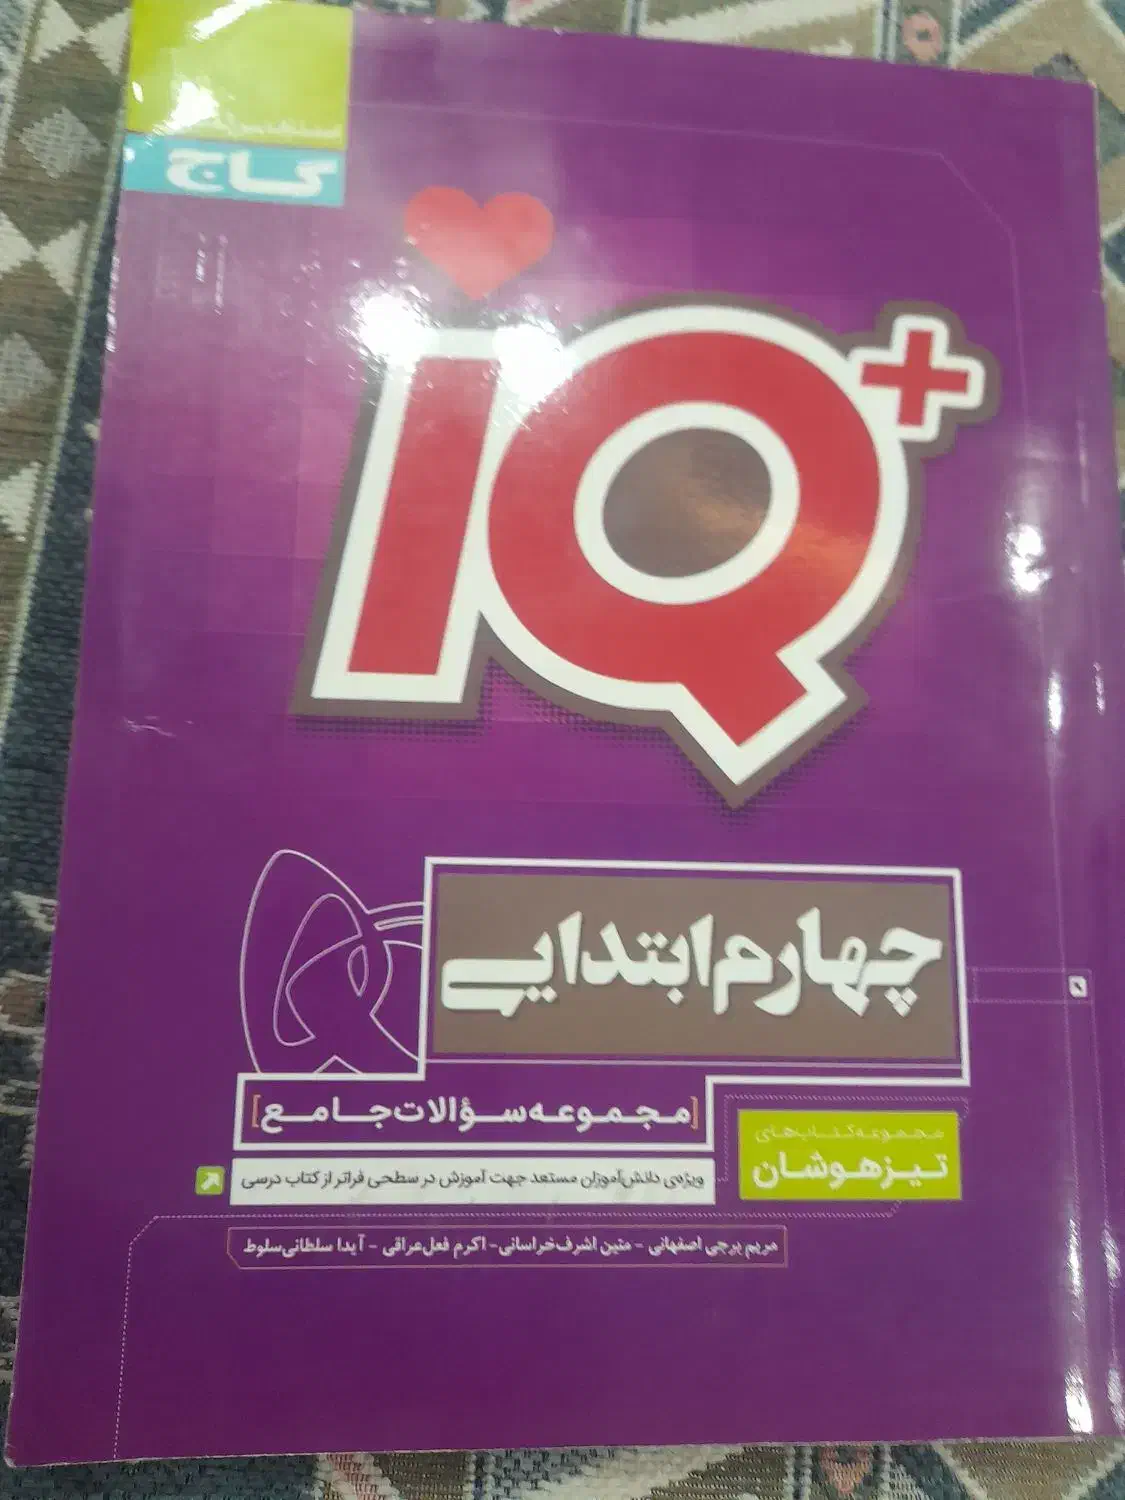 گاج
IQ+
چهارم ابتدایی
[مجموعه سؤالات جامع]
مجموعه کتاب‌های
تیزهوشان
ویژه‌ی دانش‌آموزان مستعد جهت آموزش در سطحی فراتر از کتاب درسی
مریم برجی اصفهانی - متین اشرف خراسانی - اکرم فعل عراقی - آیدا سلطانی سلوط